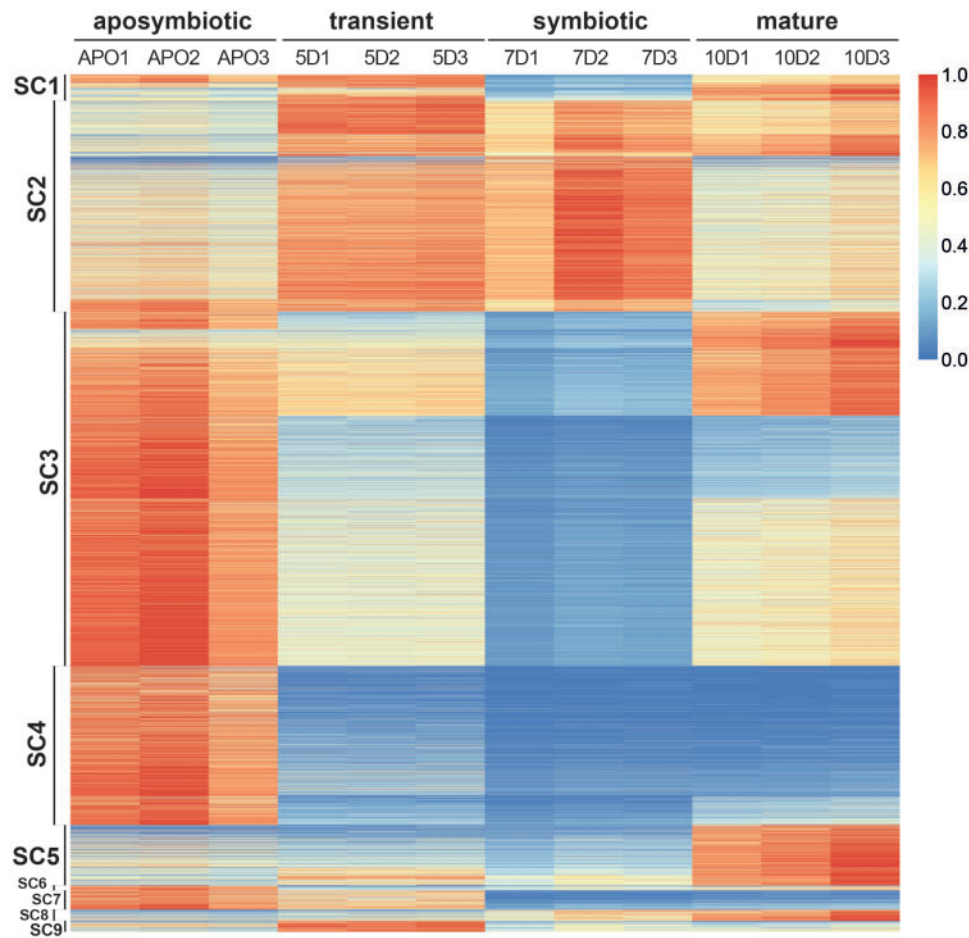 aposymbiotic transient symbiotic mature
APO1 APO2 APO3 5D1 5D2 5D3 7D1 7D2 7D3 10D1 10D2 10D3
SC1
SC2
SC3
SC4
SC5
SC6
SC7
SC8
SC9
1.0
0.8
0.6
0.4
0.2
0.0